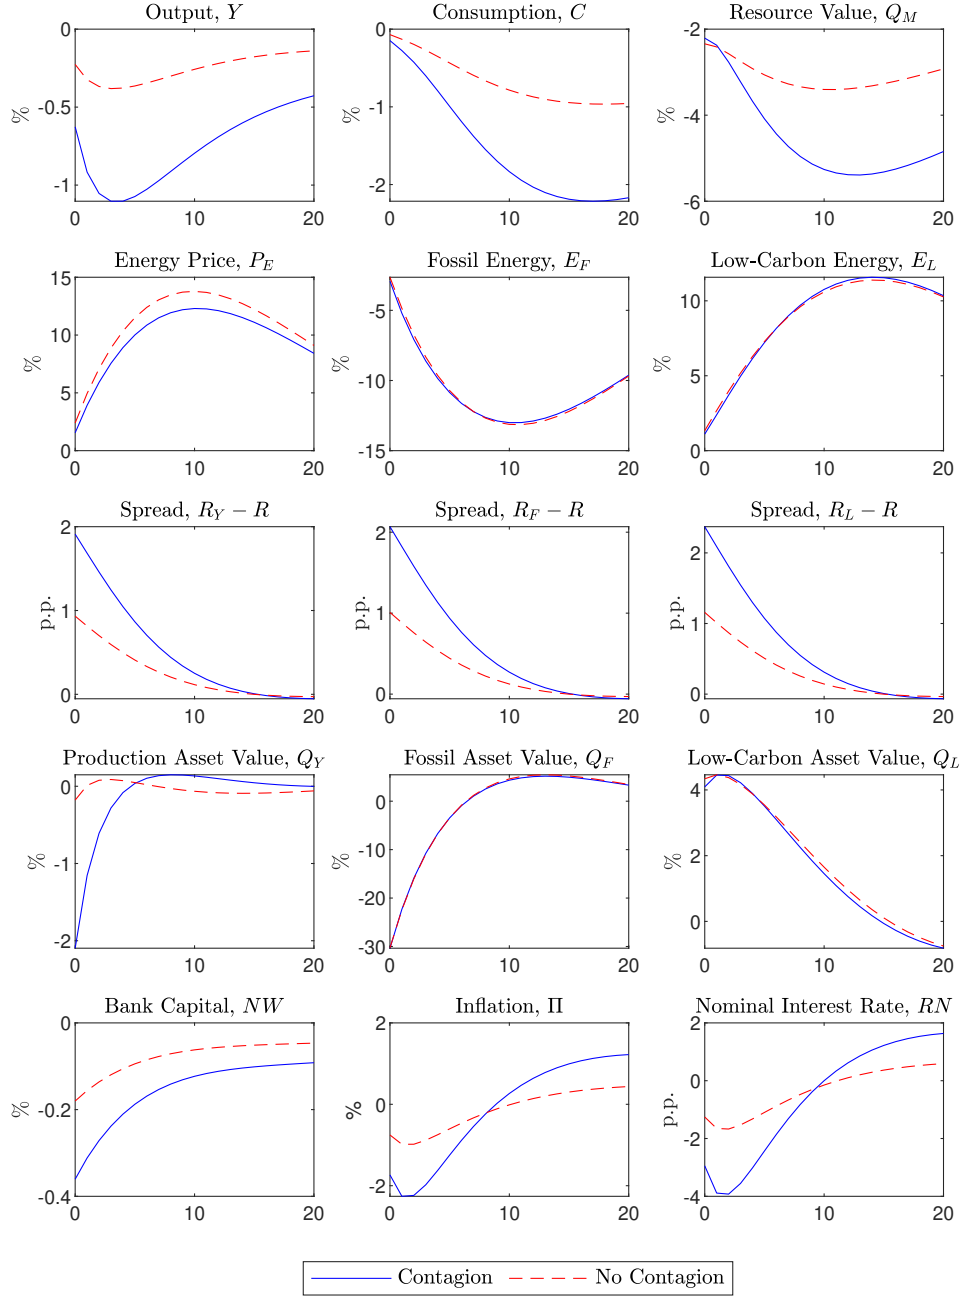 Output, Y
Consumption, C
Resource Value, Q_M
0
-0.5
-1
%
0 10 20
0
-1
-2
%
0 10 20
-2
-4
-6
%
0 10 20
Energy Price, P_E
Fossil Energy, E_F
Low-Carbon Energy, E_L
15
10
5
0
%
0 10 20
-5
-10
-15
%
0 10 20
10
5
0
%
0 10 20
Spread, R_Y − R
Spread, R_F − R
Spread, R_L − R
2
1
0
p.p.
0 10 20
2
1
0
p.p.
0 10 20
2
1
0
p.p.
0 10 20
Production Asset Value, Q_Y
Fossil Asset Value, Q_F
Low-Carbon Asset Value, Q_L
0
-1
-2
%
0 10 20
0
-10
-20
-30
%
0 10 20
4
2
0
%
0 10 20
Bank Capital, NW
Inflation, Π
Nominal Interest Rate, RN
0
-0.2
-0.4
%
0 10 20
2
0
-2
%
0 10 20
2
0
-2
-4
p.p.
0 10 20
Contagion
No Contagion